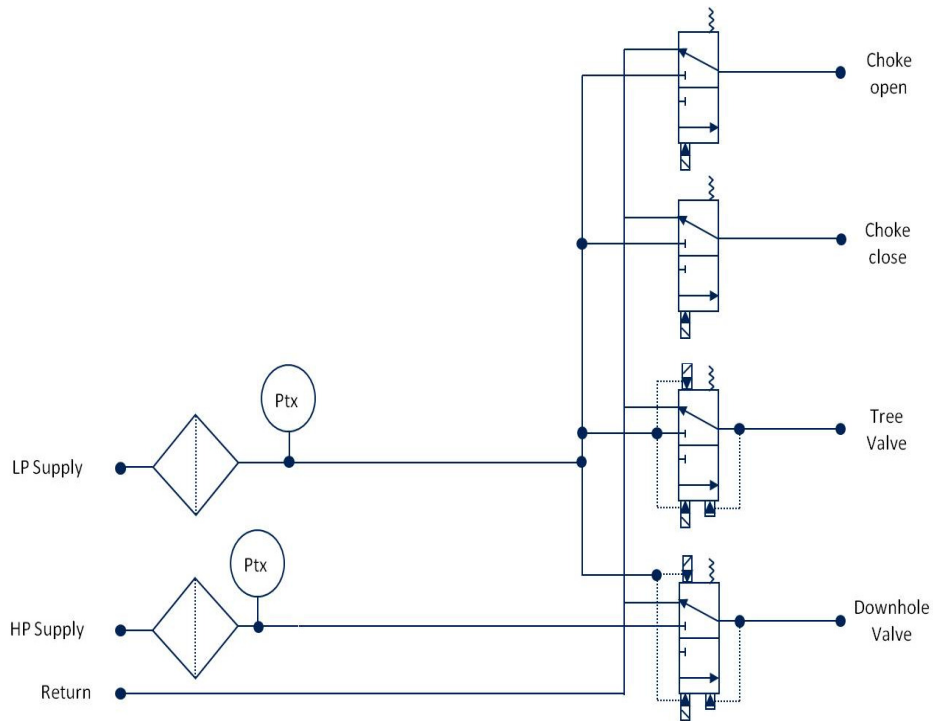 Choke
open
Choke
close
Ptx
Tree
Valve
LP Supply
Ptx
Downhole
Valve
HP Supply
Return